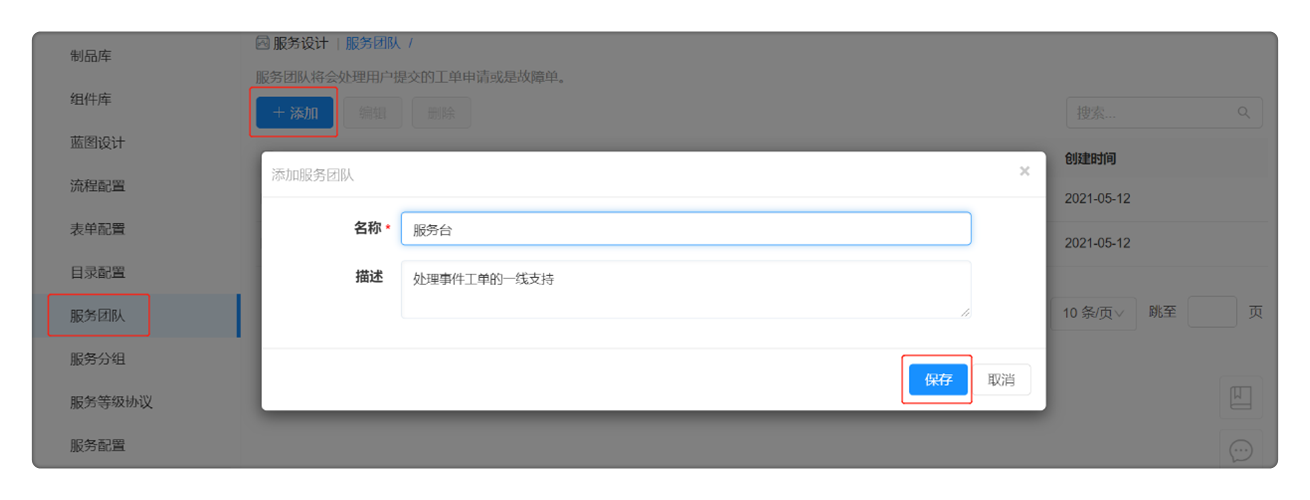 制品库
组件库
蓝图设计
流程配置
表单配置
目录配置
服务团队
服务分组
服务等级协议
服务配置
服务设计 | 服务团队 /
服务团队将会处理用户提交的工单申请或是故障单。
+ 添加 编辑 删除 搜索...
创建时间
2021-05-12
2021-05-12
10 条/页 跳至 页
添加服务团队 ×
名称 * 服务台
描述 处理事件工单的一线支持
保存 取消